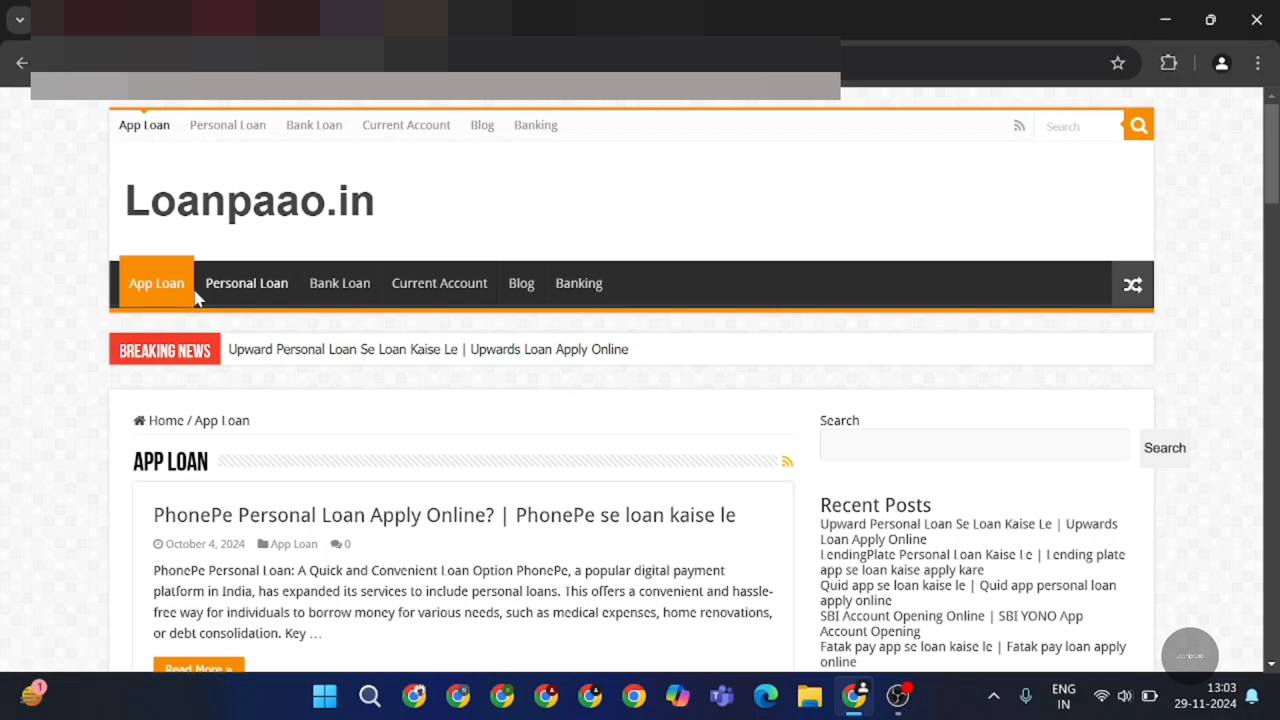 App Loan Personal Loan Bank Loan Current Account Blog Banking Search
Loanpaao.in
App Loan Personal Loan Bank Loan Current Account Blog Banking
BREAKING NEWS Upward Personal Loan Se Loan Kaise Le | Upwards Loan Apply Online
Home / App Loan
APP LOAN
PhonePe Personal Loan Apply Online? | PhonePe se loan kaise le
October 4, 2024 App Loan 0
PhonePe Personal Loan: A Quick and Convenient Loan Option PhonePe, a popular digital payment
platform in India, has expanded its services to include personal loans. This offers a convenient and hassle-
free way for individuals to borrow money for various needs, such as medical expenses, home renovations,
or debt consolidation. Key …
Read More »
Search
Search
Recent Posts
Upward Personal Loan Se Loan Kaise Le | Upwards
Loan Apply Online
LendingPlate Personal Loan Kaise Le | Lending plate
app se loan kaise apply kare
Quid app se loan kaise le | Quid app personal loan
apply online
SBI Account Opening Online | SBI YONO App
Account Opening
Fatak pay app se loan kaise le | Fatak pay loan apply
online
Loanpaao
1
ENG
IN
13:03
29-11-2024